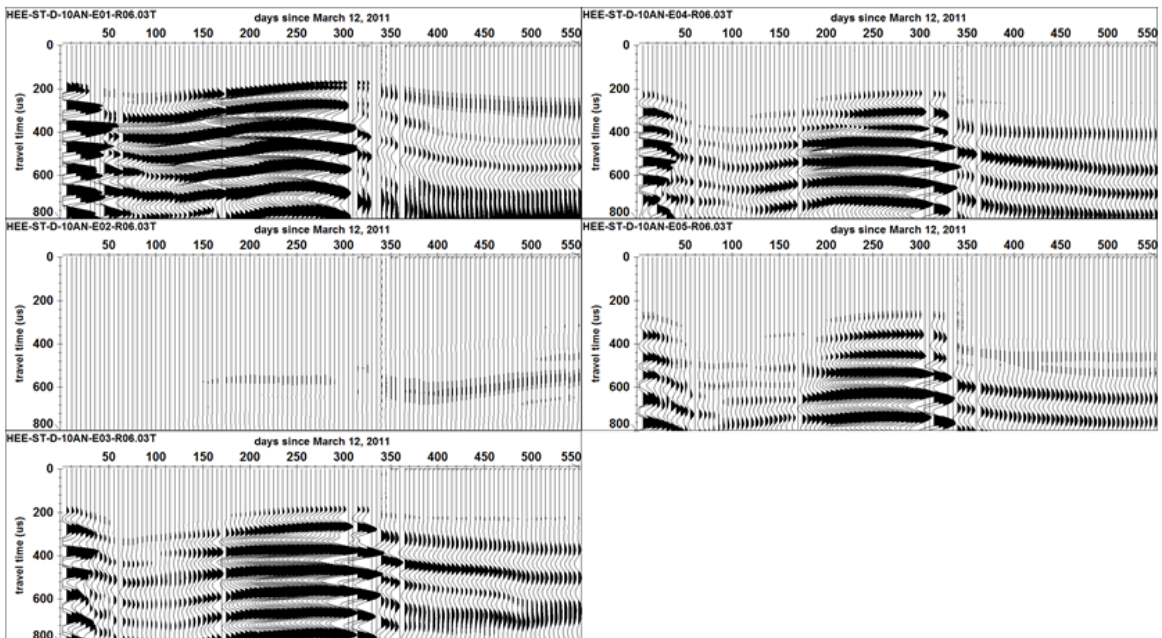 HEE-ST-D-10AN-E01-R06.03T
days since March 12, 2011
50 100 150 200 250 300 350 400 450 500 550
0
200
400
600
800
travel time (us)
HEE-ST-D-10AN-E04-R06.03T
days since March 12, 2011
50 100 150 200 250 300 350 400 450 500 550
0
200
400
600
800
travel time (us)
HEE-ST-D-10AN-E02-R06.03T
days since March 12, 2011
50 100 150 200 250 300 350 400 450 500 550
0
200
400
600
800
travel time (us)
HEE-ST-D-10AN-E05-R06.03T
days since March 12, 2011
50 100 150 200 250 300 350 400 450 500 550
0
200
400
600
800
travel time (us)
HEE-ST-D-10AN-E03-R06.03T
days since March 12, 2011
50 100 150 200 250 300 350 400 450 500 550
0
200
400
600
800
travel time (us)